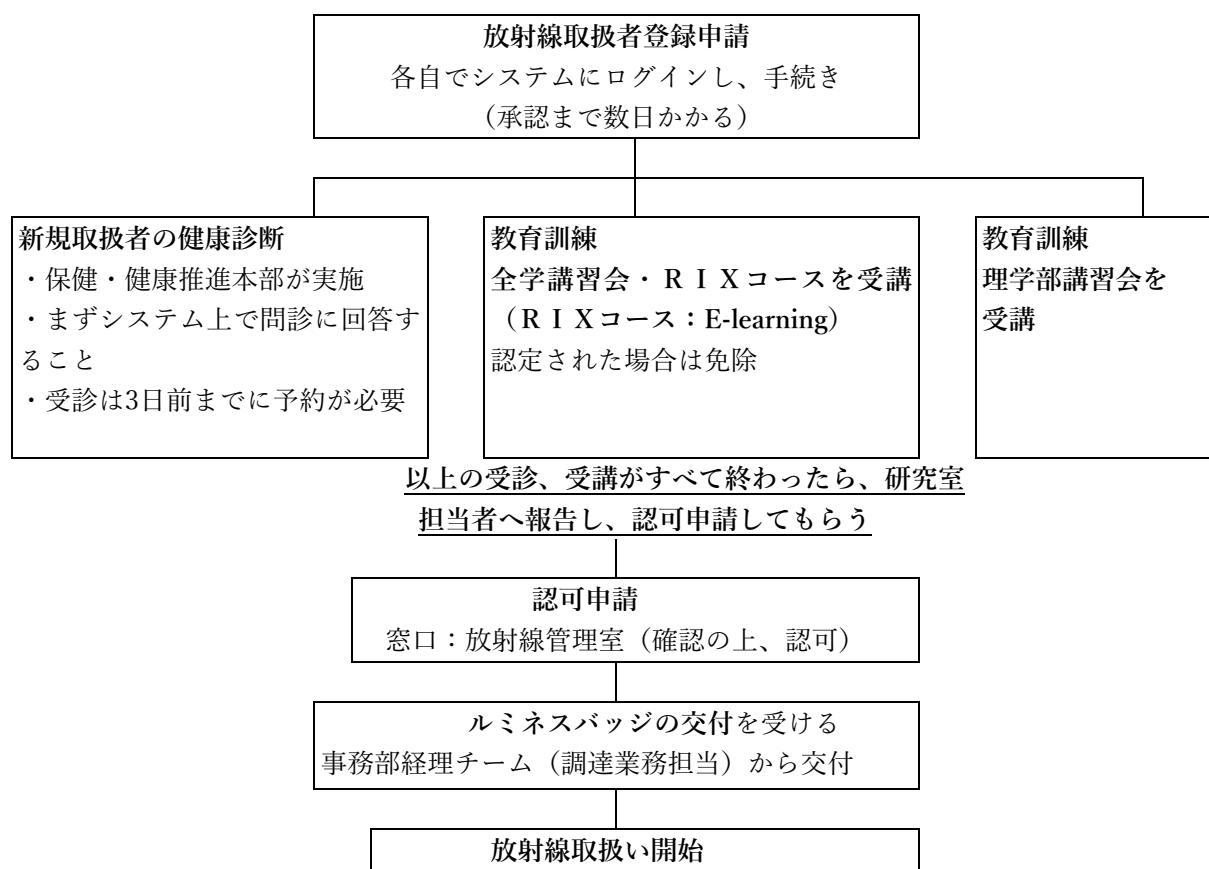 放射線取扱者登録申請
各自でシステムにログインし、手続き
（承認まで数日かかる）
新規取扱者の健康診断
・保健・健康推進本部が実施
・まずシステム上で問診に回答す
ること
・受診は3日前までに予約が必要
教育訓練
全学講習会・ＲＩＸコースを受講
（ＲＩＸコース：E-learning）
認定された場合は免除
教育訓練
理学部講習会を
受講
以上の受診、受講がすべて終わったら、研究室
担当者へ報告し、認可申請してもらう
認可申請
窓口：放射線管理室（確認の上、認可）
ルミネスバッジの交付を受ける
事務部経理チーム（調達業務担当）から交付
放射線取扱い開始